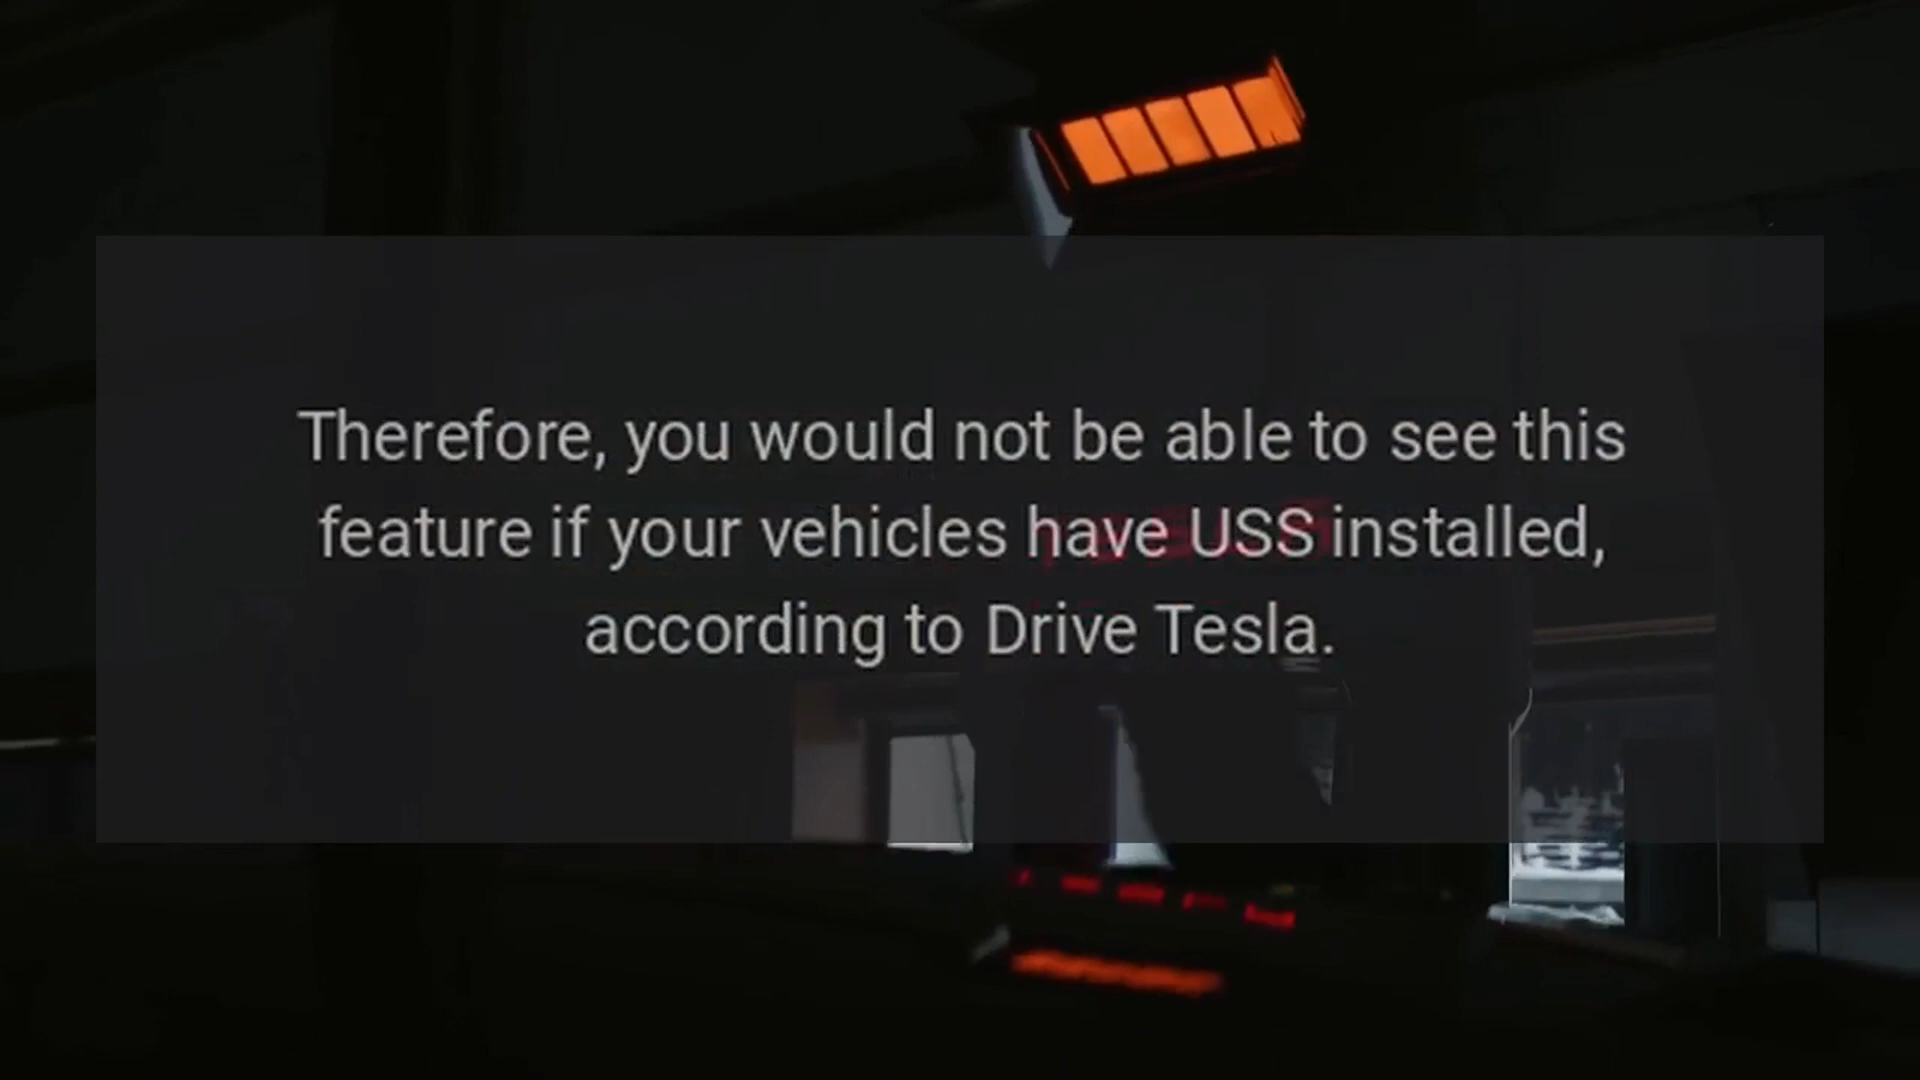 Therefore, you would not be able to see this
feature if your vehicles have USS installed,
according to Drive Tesla.